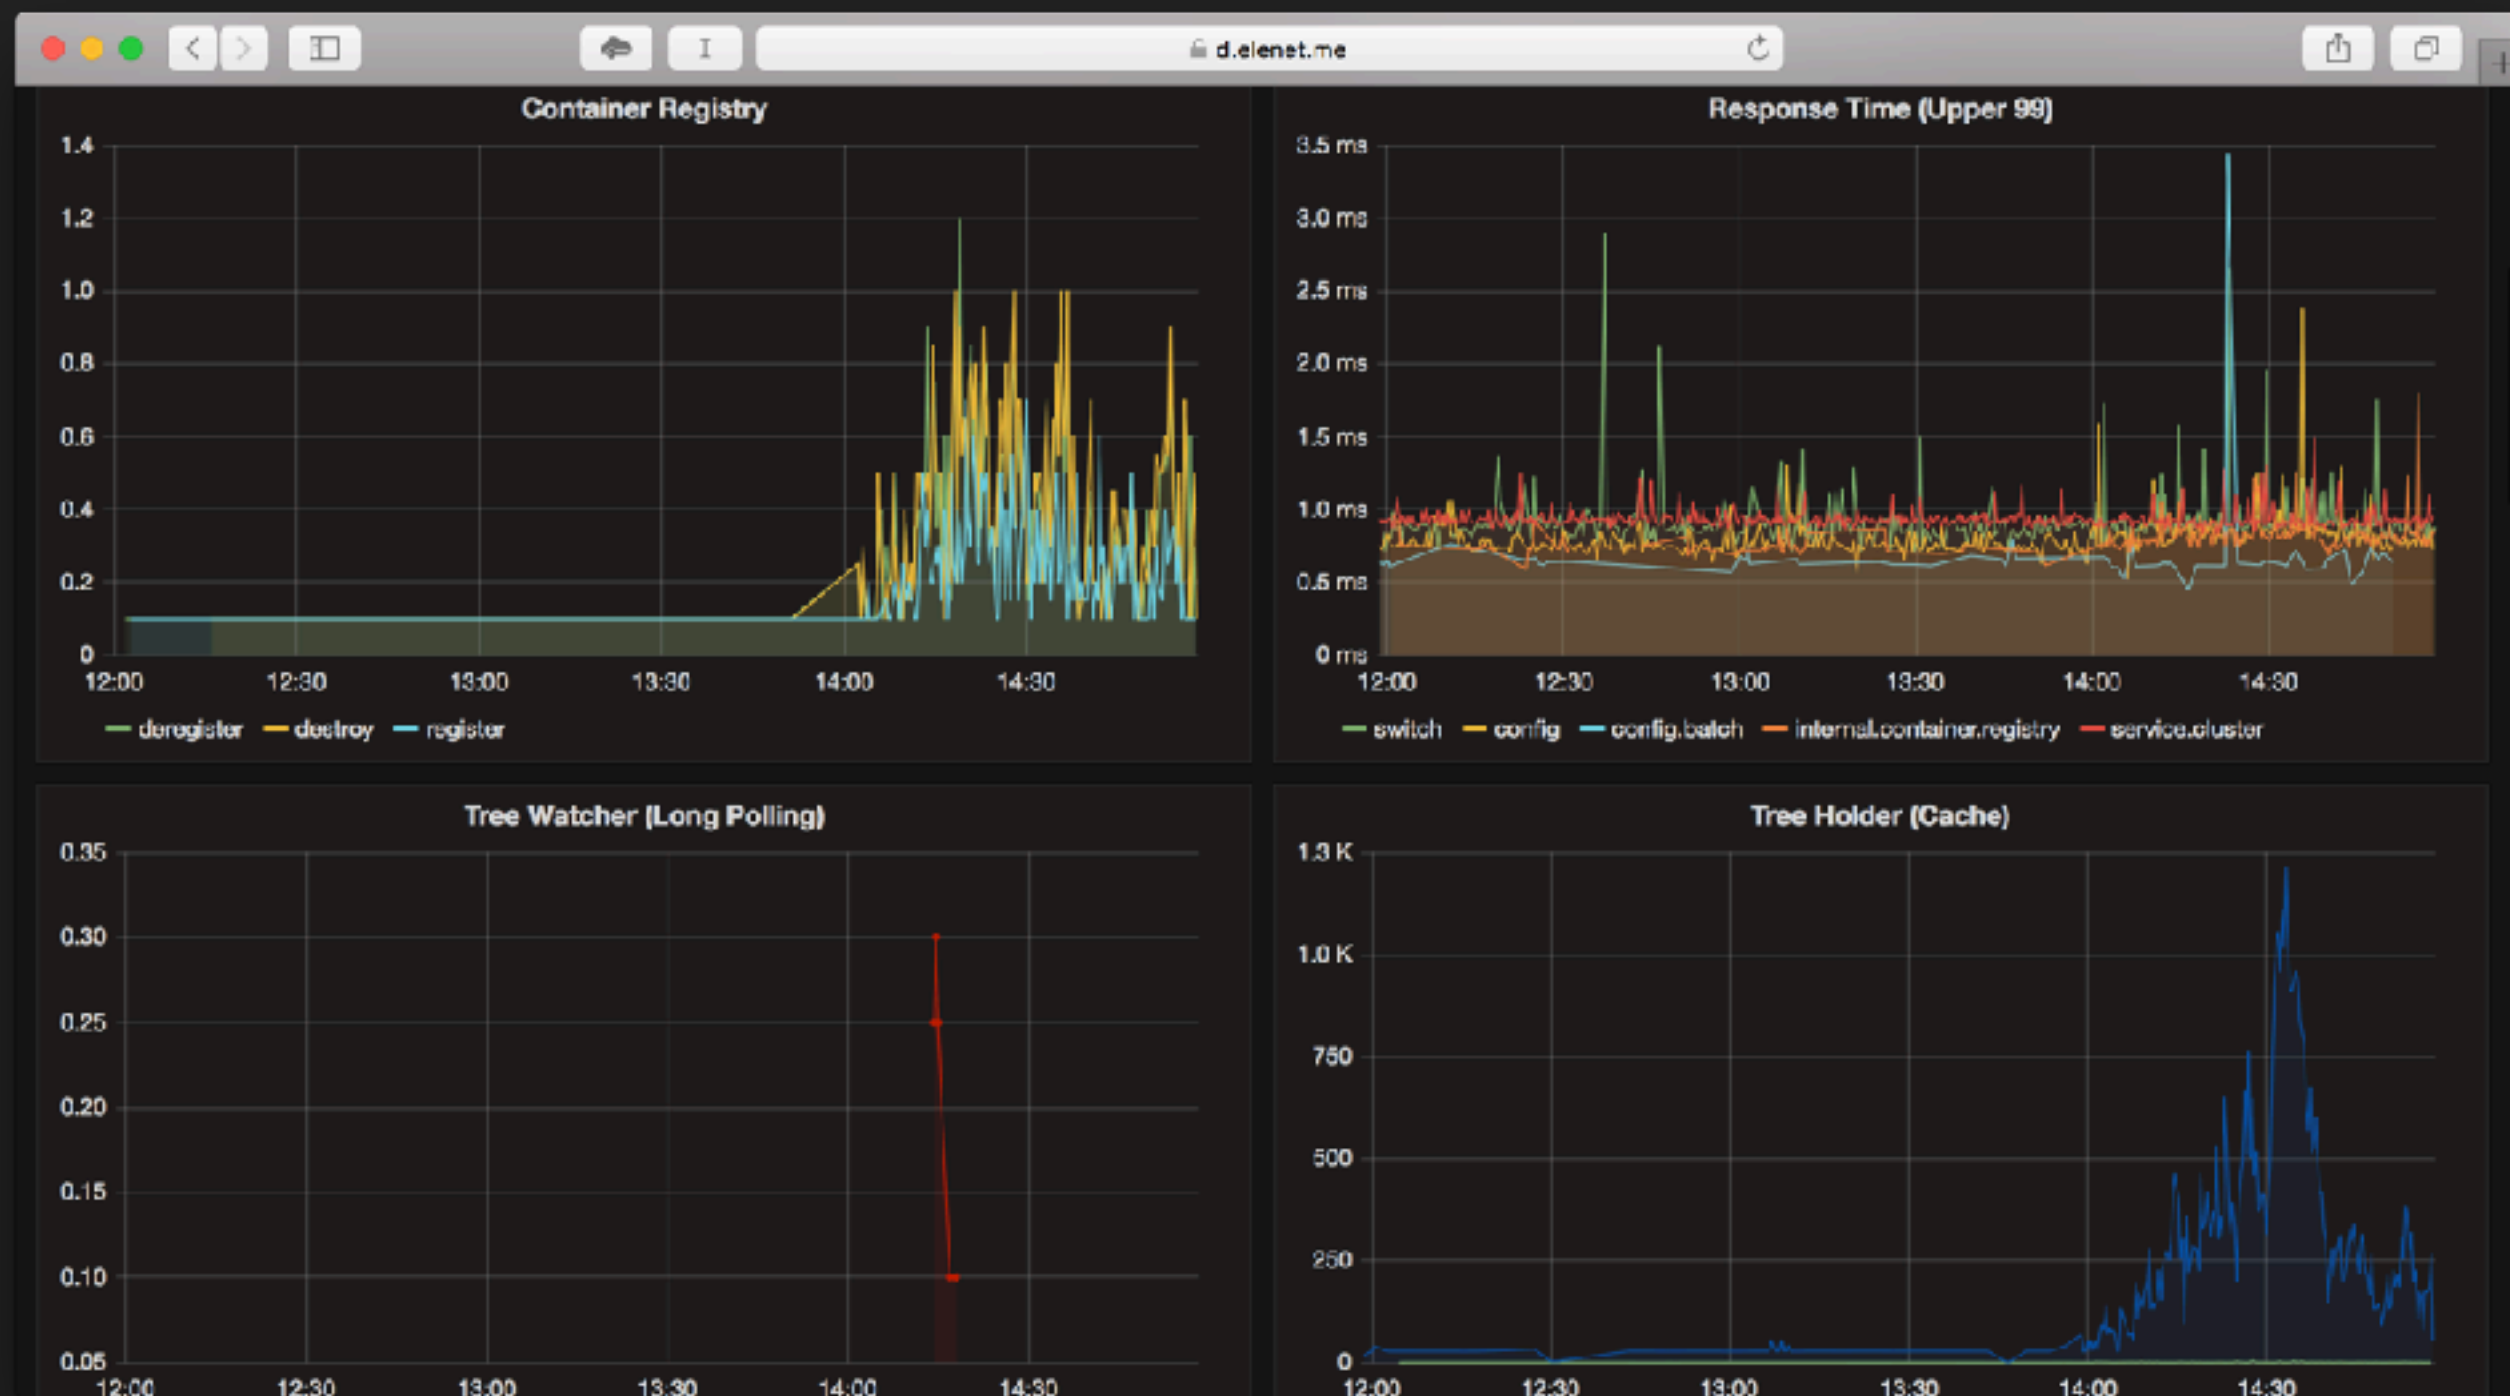 d.elenet.me
Container Registry
1.4
1.2
1.0
0.8
0.6
0.4
0.2
0
12:00 12:30 13:00 13:30 14:00 14:30
deregister destroy register
Response Time (Upper 99)
3.5 ms
3.0 ms
2.5 ms
2.0 ms
1.5 ms
1.0 ms
0.5 ms
0 ms
12:00 12:30 13:00 13:30 14:00 14:30
switch config config.batch internal.container.registry service.cluster
Tree Watcher (Long Polling)
0.35
0.30
0.25
0.20
0.15
0.10
0.05
12:00 12:30 13:00 13:30 14:00 14:30
Tree Holder (Cache)
1.3 K
1.0 K
750
500
250
0
12:00 12:30 13:00 13:30 14:00 14:30